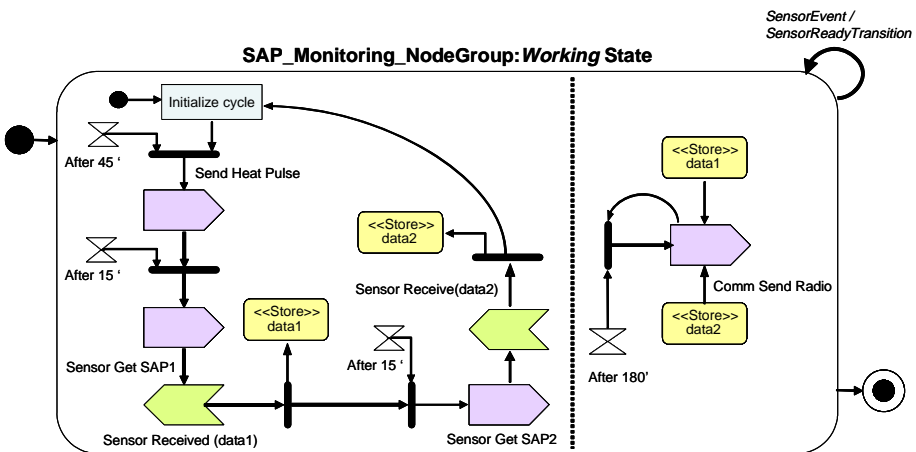 SensorEvent /
SensorReadyTransition
SAP_Monitoring_NodeGroup:Working State
Initialize cycle
After 45 ‘
Send Heat Pulse
After 15 ‘
Sensor Get SAP1
Sensor Received (data1)
<<Store>>
data1
After 15 ‘
Sensor Get SAP2
Sensor Receive(data2)
<<Store>>
data2
<<Store>>
data1
Comm Send Radio
<<Store>>
data2
After 180’